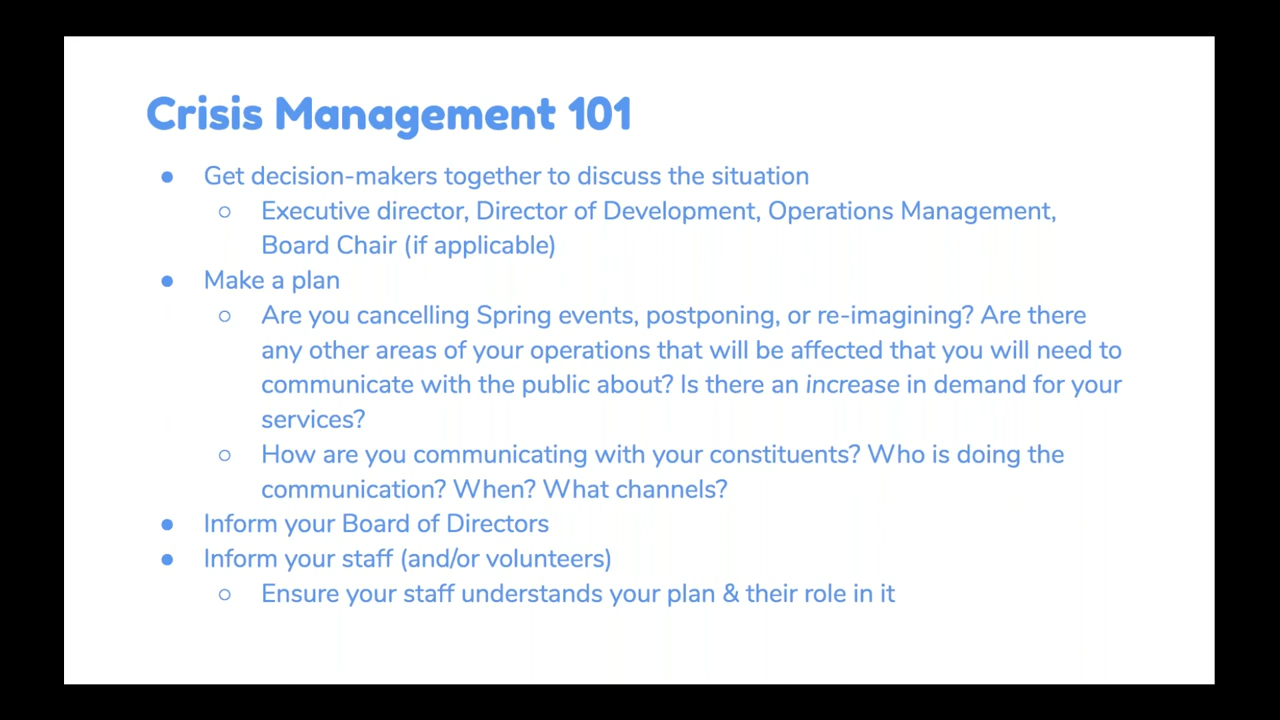 Crisis Management 101
● Get decision-makers together to discuss the situation
○ Executive director, Director of Development, Operations Management,
Board Chair (if applicable)
● Make a plan
○ Are you cancelling Spring events, postponing, or re-imagining? Are there
any other areas of your operations that will be affected that you will need to
communicate with the public about? Is there an increase in demand for your
services?
○ How are you communicating with your constituents? Who is doing the
communication? When? What channels?
● Inform your Board of Directors
● Inform your staff (and/or volunteers)
○ Ensure your staff understands your plan & their role in it